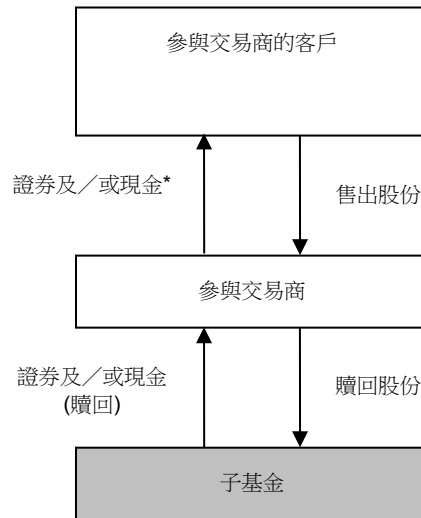 參與交易商的客戶
證券及／或現金*
售出股份
參與交易商
證券及／或現金
(贖回)
贖回股份
子基金